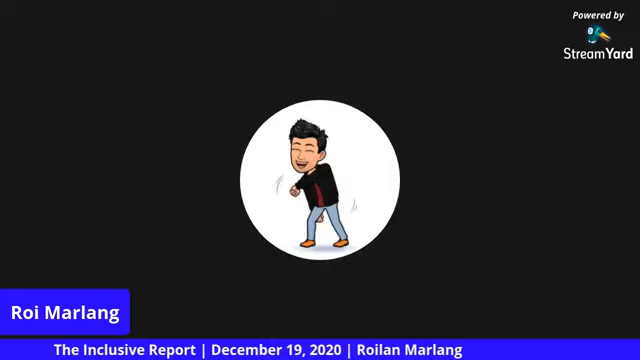 Powered by
StreamYard
Roi Marlang
The Inclusive Report | December 19, 2020 | Roilan Marlang